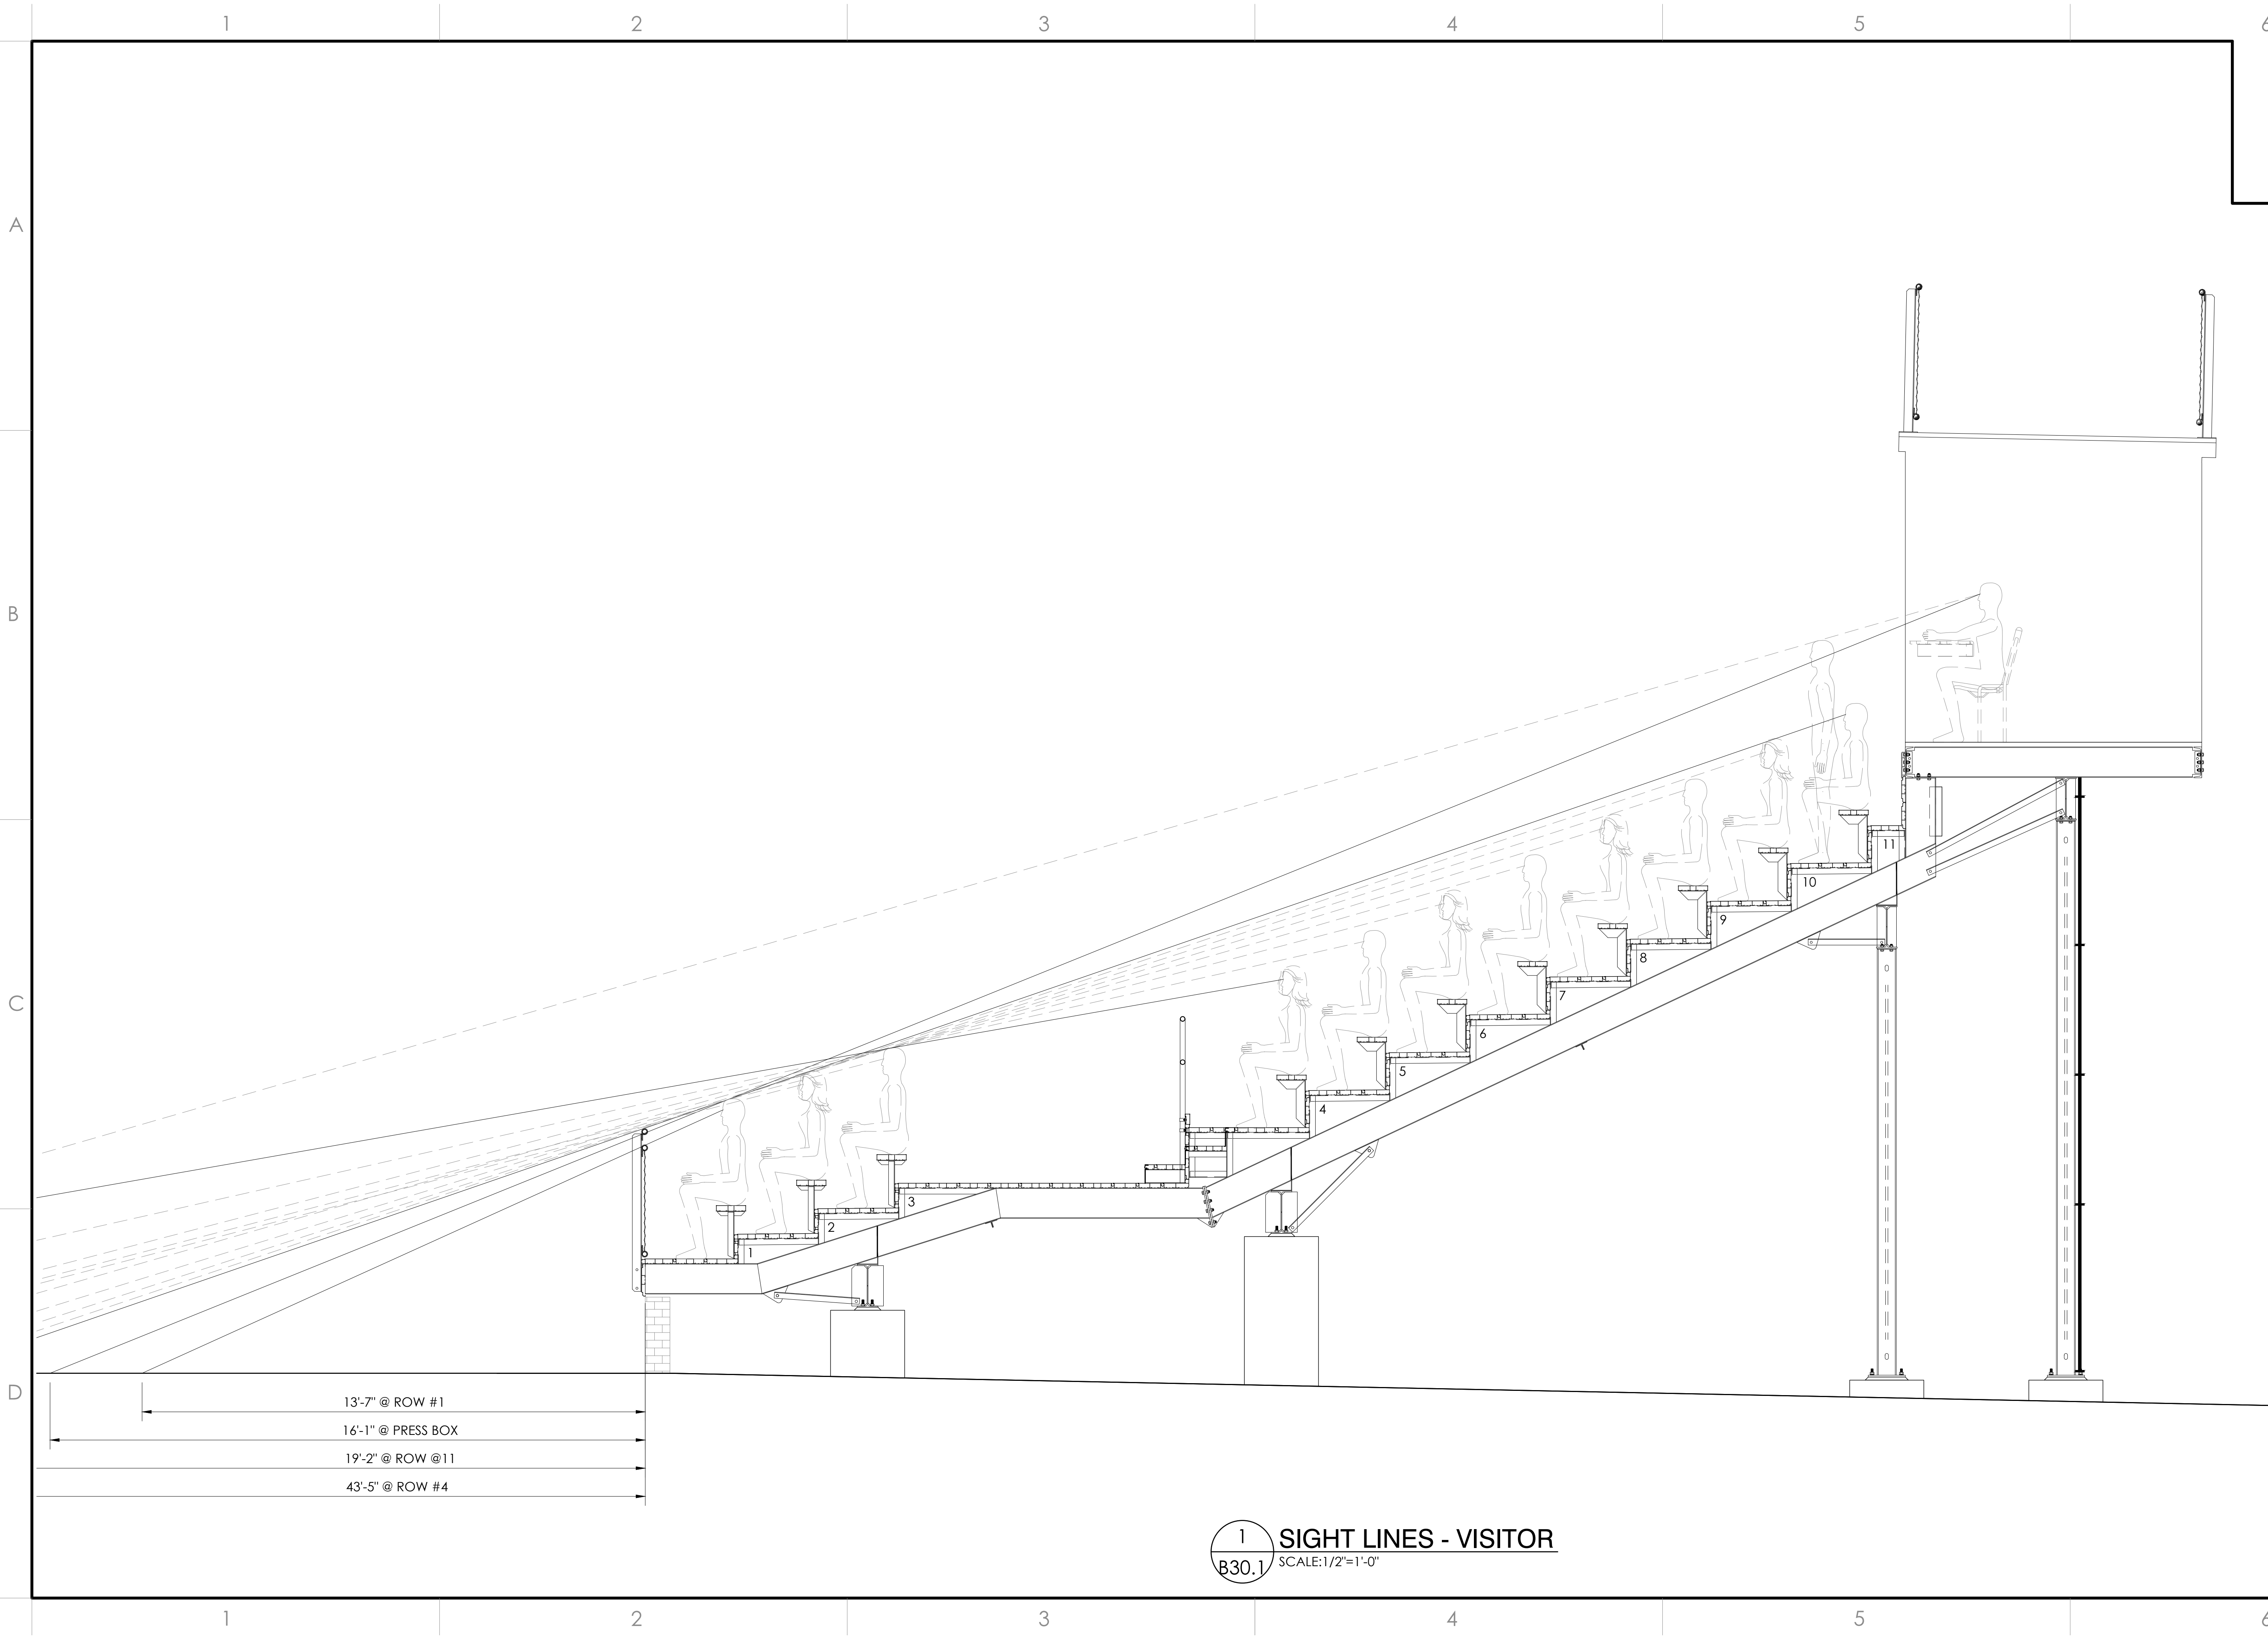 1 2 3 4 5 6
A
B
11
10
9
8
C
7
6
5
4
3
2
1
D
13'-7" @ ROW #1
16'-1" @ PRESS BOX
19'-2" @ ROW @11
43'-5" @ ROW #4
1
SIGHT LINES - VISITOR
B30.1
SCALE:1/2"=1'-0"
1 2 3 4 5 6